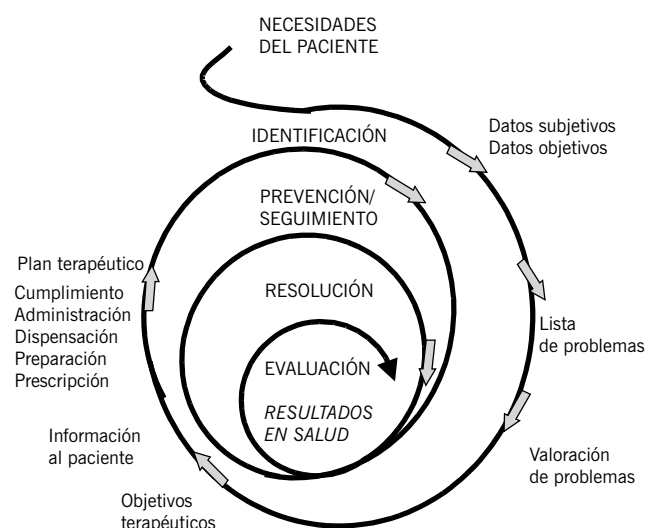 NECESIDADES
DEL PACIENTE
Datos subjetivos
Datos objetivos
IDENTIFICACIÓN
PREVENCIÓN/
SEGUIMIENTO
Plan terapéutico
Cumplimiento
Administración
Dispensación
Preparación
Prescripción
RESOLUCIÓN
Lista
de problemas
EVALUACIÓN
RESULTADOS
EN SALUD
Información
al paciente
Valoración
de problemas
Objetivos
terapéuticos